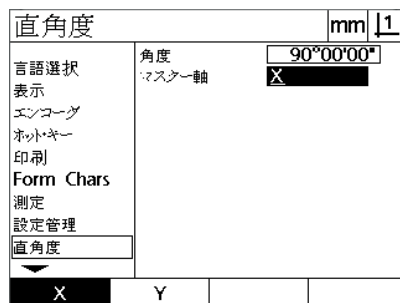 直角度 mm 1
角度 90°00'00"
マスター軸 X
言語選択
表示
エンコーダ
ホット・キー
印刷
Form Chars
測定
設定管理
直角度
X Y